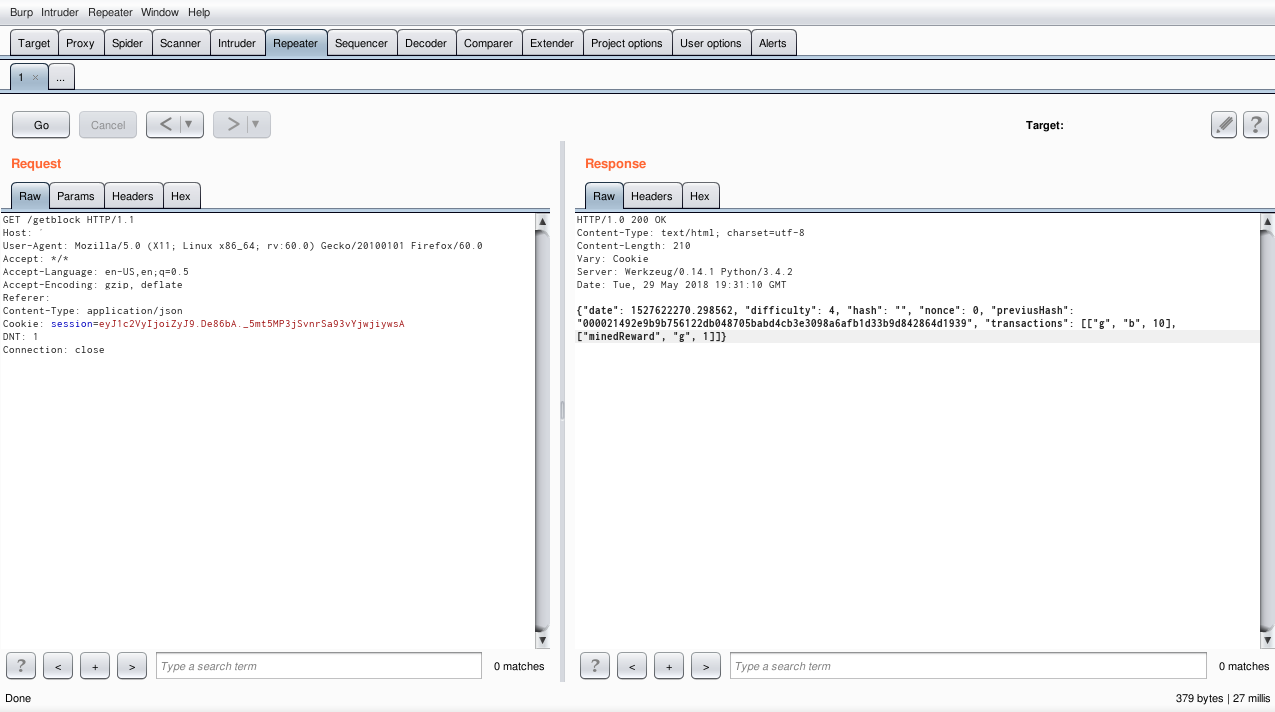 Burp Intruder Repeater Window Help
Target Proxy Spider Scanner Intruder Repeater Sequencer Decoder Comparer Extender Project options User options Alerts
1 × ...
Go Cancel < ▼ > ▼ Target: ?
Request
Raw Params Headers Hex
GET /getblock HTTP/1.1
Host:
User-Agent: Mozilla/5.0 (X11; Linux x86_64; rv:60.0) Gecko/20100101 Firefox/60.0
Accept: */*
Accept-Language: en-US,en;q=0.5
Accept-Encoding: gzip, deflate
Referer:
Content-Type: application/json
Cookie: session=eyJ1c2VyIjoiZyJ9.De86bA._5mt5MP3jSvnrSa93vYjwjiywsA
DNT: 1
Connection: close
? < + > Type a search term 0 matches
Response
Raw Headers Hex
HTTP/1.0 200 OK
Content-Type: text/html; charset=utf-8
Content-Length: 210
Vary: Cookie
Server: Werkzeug/0.14.1 Python/3.4.2
Date: Tue, 29 May 2018 19:31:10 GMT
{"date": 1527622270.298562, "difficulty": 4, "hash": "", "nonce": 0, "previusHash":
"000021492e9b9b756122db048705babd4cb3e3098a6afb1d33b9d842864d1939", "transactions": [["g", "b", 10],
["minedReward", "g", 1]]}
? < + > Type a search term 0 matches
Done 379 bytes | 27 millis